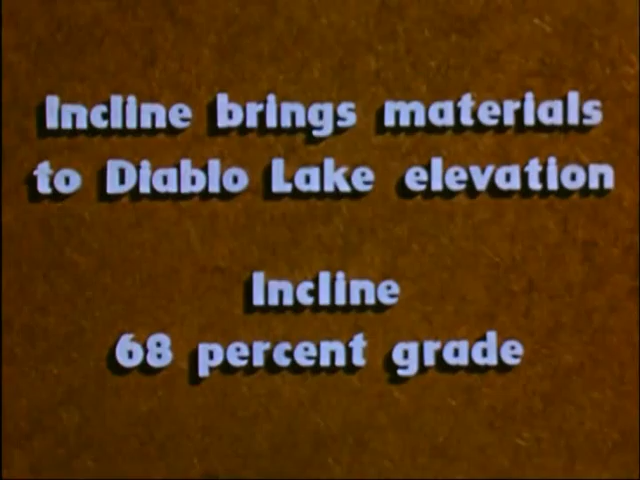 Incline brings materials
to Diablo Lake elevation
Incline
68 percent grade